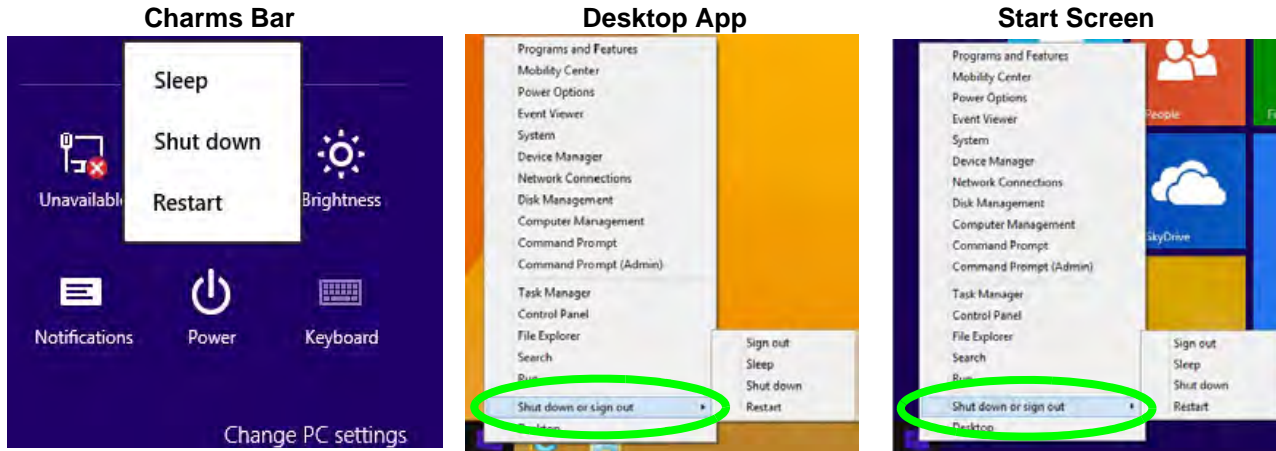 Charms Bar
Sleep
Shut down
Restart
Unavailabl
Brightness
Notifications
Power
Keyboard
Change PC settings
Desktop App
Programs and Features
Mobility Center
Power Options
Event Viewer
System
Device Manager
Network Connections
Disk Management
Computer Management
Command Prompt
Command Prompt (Admin)
Task Manager
Control Panel
File Explorer
Search
Run
Shut down or sign out
Desktop
Sign out
Sleep
Shut down
Restart
Start Screen
Programs and Features
Mobility Center
Power Options
Event Viewer
System
Device Manager
Network Connections
Disk Management
Computer Management
Command Prompt
Command Prompt (Admin)
Task Manager
Control Panel
File Explorer
Search
Run
Shut down or sign out
Desktop
Sign out
Sleep
Shut down
Restart
People
SkyDrive